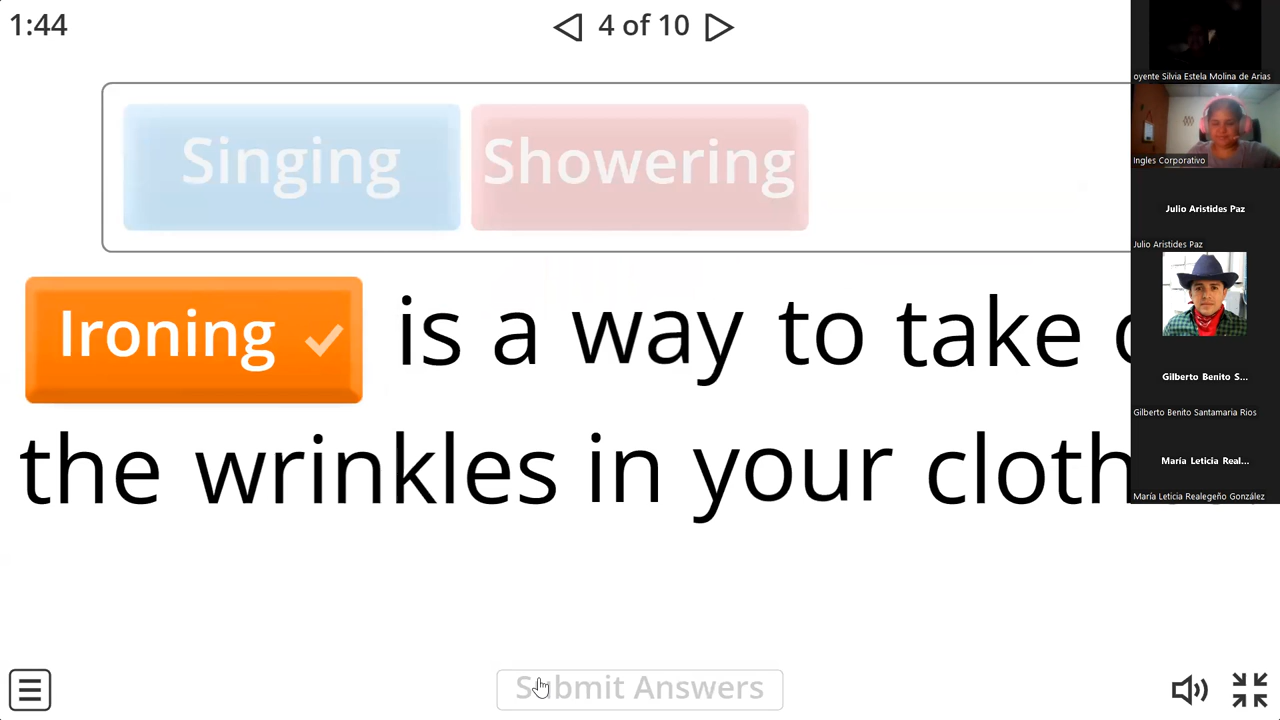 1:44
4 of 10
Singing
Showering
Ironing
is a way to take
the wrinkles in your cloth
Submit Answers
oyente Silvia Estela Molina de Arias
Ingles Corporativo
Julio Aristides Paz
Julio Aristides Paz
Gilberto Benito S...
Gilberto Benito Santamaria Rios
María Leticia Real...
María Leticia Realegeño González